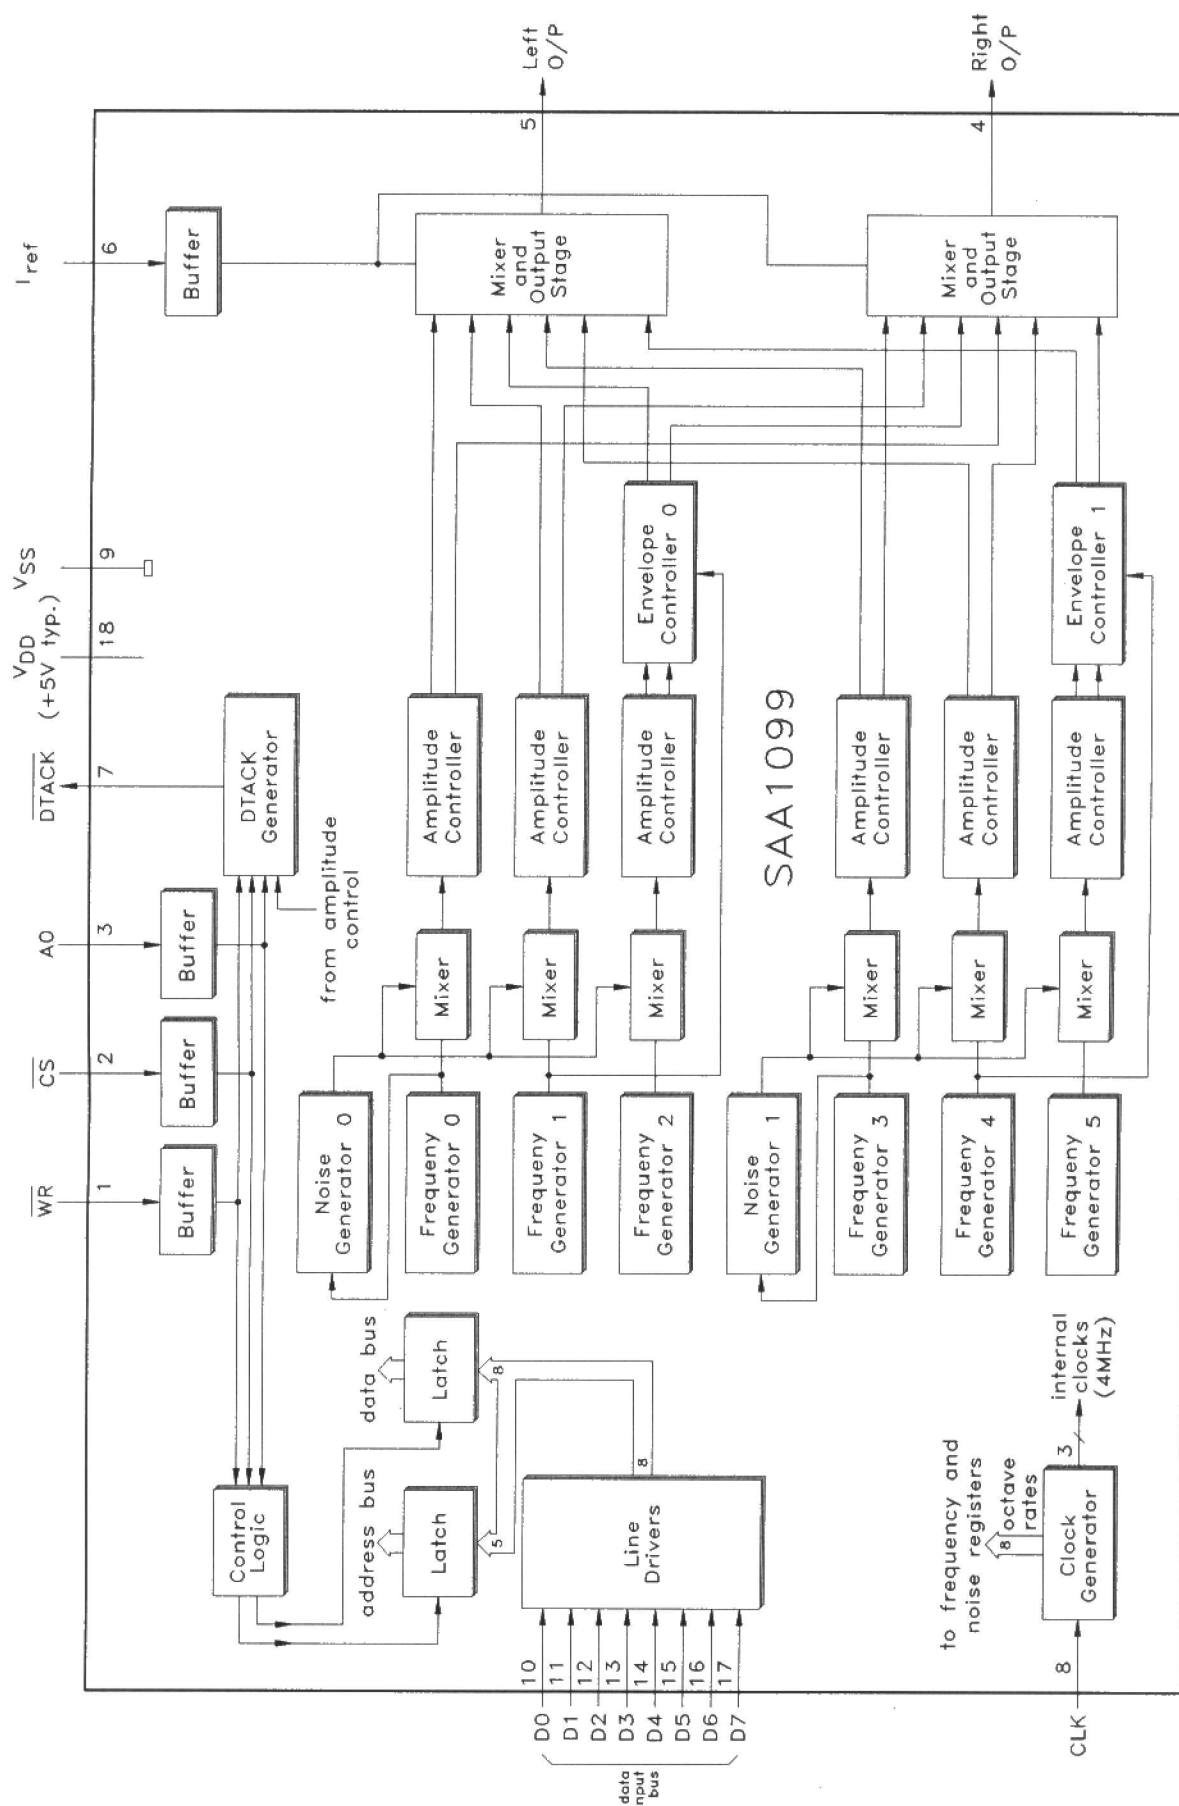 WR
1
CS
2
A0
3
DTACK
7
VDD
(+5V typ.)
18
VSS
9
Iref
6
Buffer
Buffer
Buffer
Buffer
Control
Logic
DTACK
Generator
from amplitude
control
address bus
data bus
Latch
Latch
5
8
8
Line
Drivers
D0
D1
D2
D3
D4
D5
D6
D7
10
11
12
13
14
15
16
17
data
nput
bus
Noise
Generator 0
Frequeny
Generator 0
Frequeny
Generator 1
Frequeny
Generator 2
Mixer
Mixer
Mixer
Amplitude
Controller
Amplitude
Controller
Amplitude
Controller
Envelope
Controller 0
Mixer
and
Output
Stage
5
Left
O/P
SAA1099
Noise
Generator 1
Frequeny
Generator 3
Frequeny
Generator 4
Frequeny
Generator 5
Mixer
Mixer
Mixer
Amplitude
Controller
Amplitude
Controller
Amplitude
Controller
Envelope
Controller 1
Mixer
and
Output
Stage
4
Right
O/P
to frequency and
noise registers
8
octave
rates
CLK
8
Clock
Generator
3
internal
clocks
(4MHz)